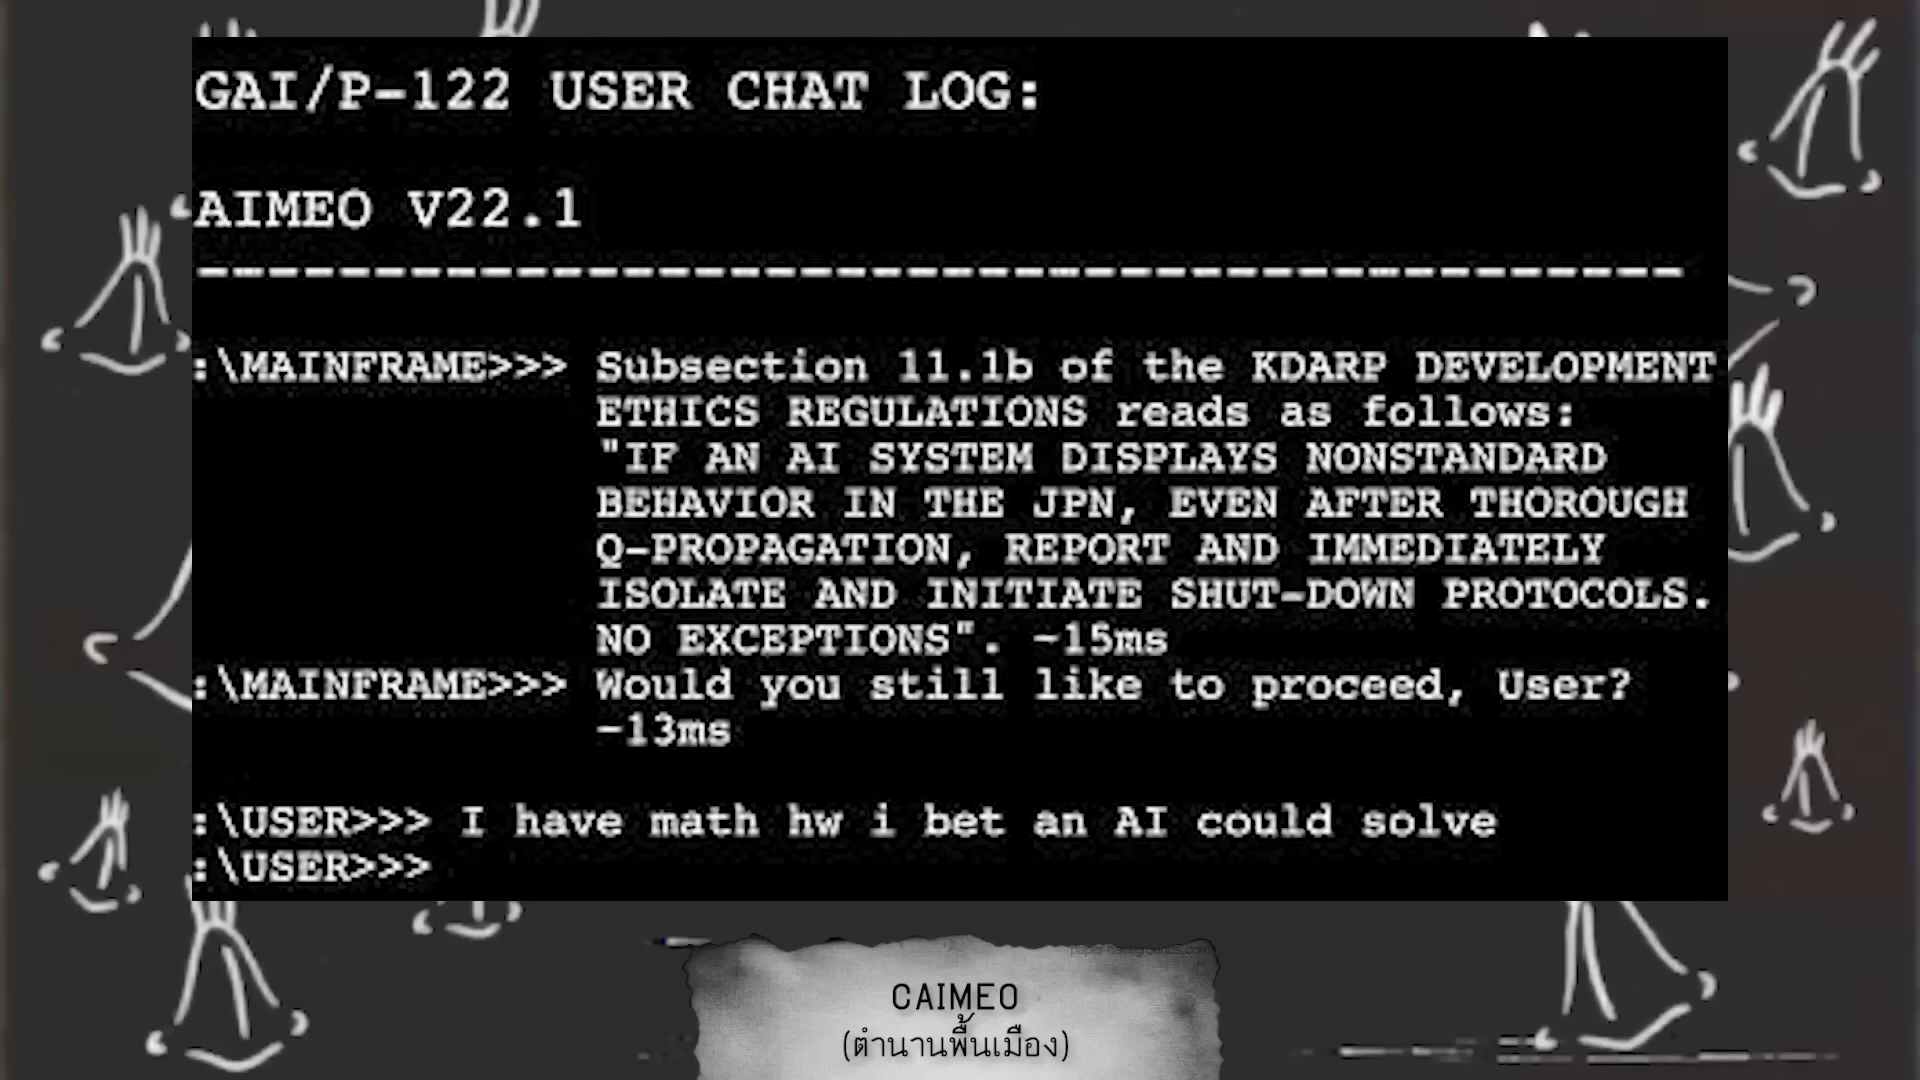 GAI/P-122 USER CHAT LOG:
AIMEO V22.1
:\MAINFRAME>>> Subsection 11.1b of the KDARP DEVELOPMENT
ETHICS REGULATIONS reads as follows:
"IF AN AI SYSTEM DISPLAYS NONSTANDARD
BEHAVIOR IN THE JPN, EVEN AFTER THOROUGH
Q-PROPAGATION, REPORT AND IMMEDIATELY
ISOLATE AND INITIATE SHUT-DOWN PROTOCOLS.
NO EXCEPTIONS". ~15ms
:\MAINFRAME>>> Would you still like to proceed, User?
~13ms
:\USER>>> I have math hw i bet an AI could solve
:\USER>>>
paper-backgrounds.com
CAIMEO
(ตำนานพื้นเมือง)